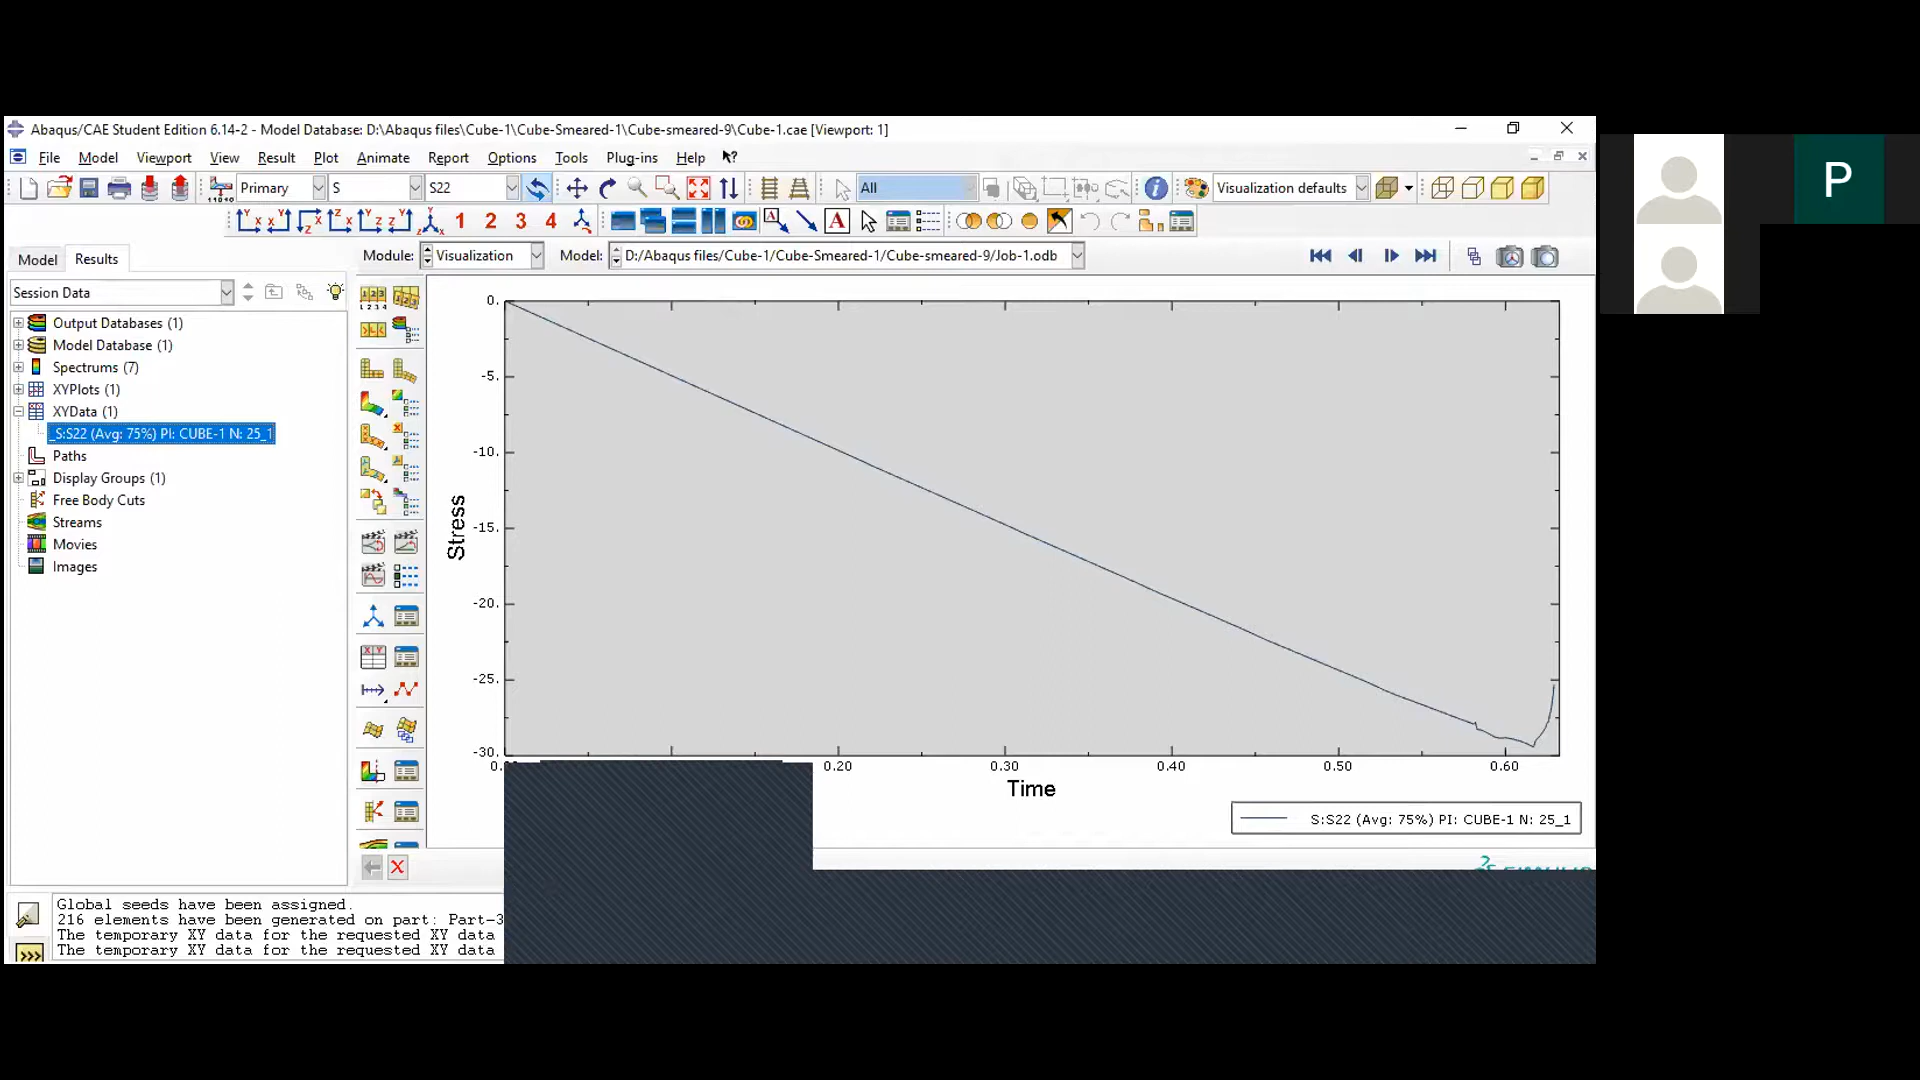 Abaqus/CAE Student Edition 6.14-2 - Model Database: D:\Abaqus files\Cube-1\Cube-Smeared-1\Cube-smeared-9\Cube-1.cae [Viewport: 1]
File Model Viewport View Result Plot Animate Report Options Tools Plug-ins Help
Primary S S22 All Visualization defaults
1 2 3 4 A
Module: Visualization Model: D:/Abaqus files/Cube-1/Cube-Smeared-1/Cube-smeared-9/Job-1.odb
Model Results
Session Data
Output Databases (1)
Model Database (1)
Spectrums (7)
XYPlots (1)
XYData (1)
_S:S22 (Avg: 75%) PI: CUBE-1 N: 25_1
Paths
Display Groups (1)
Free Body Cuts
Streams
Movies
Images
0.
-5.
-10.
-15.
-20.
-25.
-30.
Stress
0.20 0.30 0.40 0.50 0.60
Time
S:S22 (Avg: 75%) PI: CUBE-1 N: 25_1
Global seeds have been assigned.
216 elements have been generated on part: Part-3
The temporary XY data for the requested XY data
The temporary XY data for the requested XY data
P